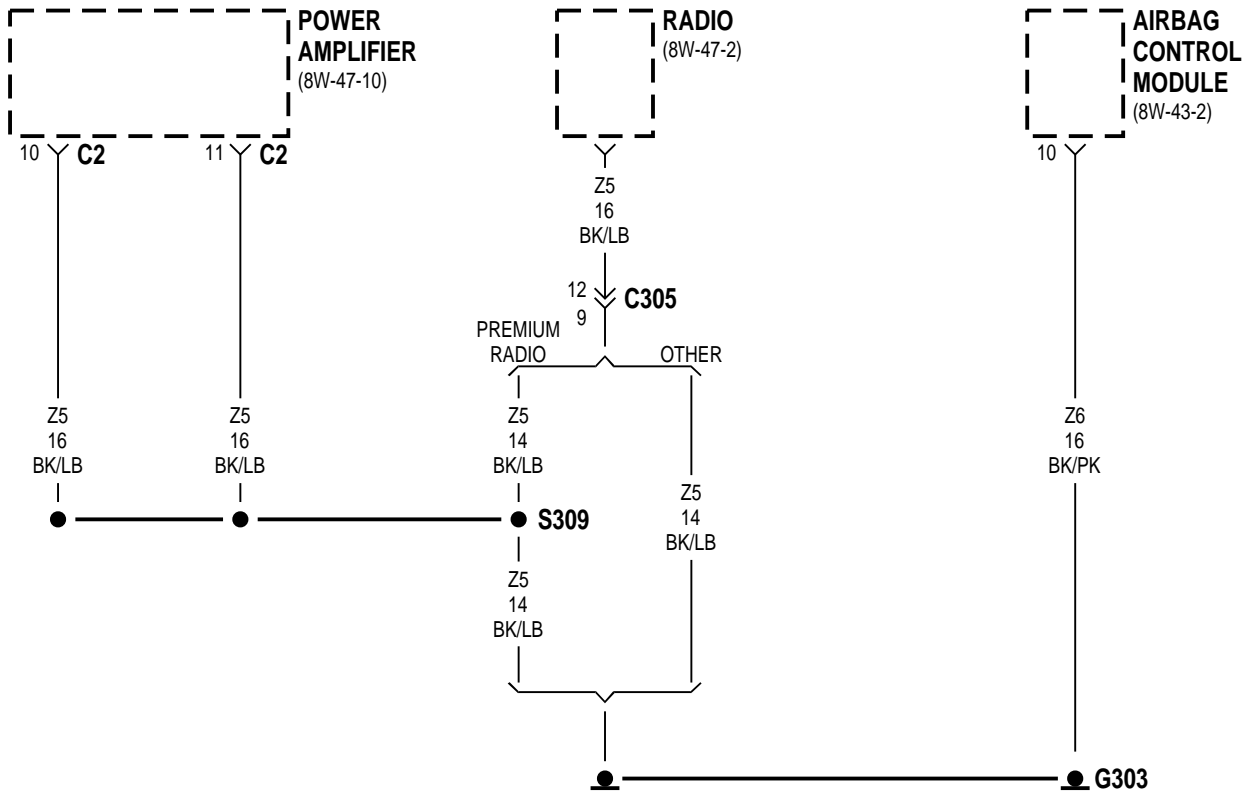 POWER
AMPLIFIER
(8W-47-10)
RADIO
(8W-47-2)
AIRBAG
CONTROL
MODULE
(8W-43-2)
10 C2
11 C2
10
Z5
16
BK/LB
12 C305
9
PREMIUM
RADIO
OTHER
Z5
16
BK/LB
Z5
16
BK/LB
Z5
14
BK/LB
Z6
16
BK/PK
Z5
14
BK/LB
S309
Z5
14
BK/LB
G303